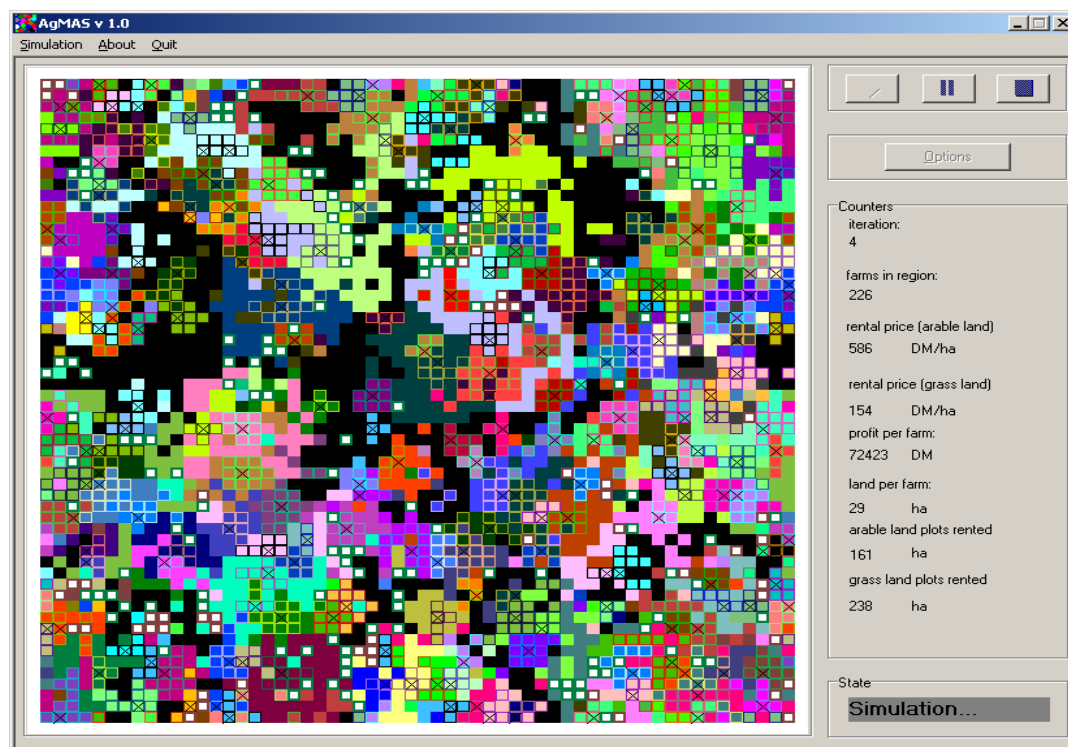 AgMAS v 1.0
Simulation About Quit
Options
Counters
iteration:
4
farms in region:
226
rental price (arable land)
586 DM/ha
rental price (grass land)
154 DM/ha
profit per farm:
72423 DM
land per farm:
29 ha
arable land plots rented
161 ha
grass land plots rented
238 ha
State
Simulation...